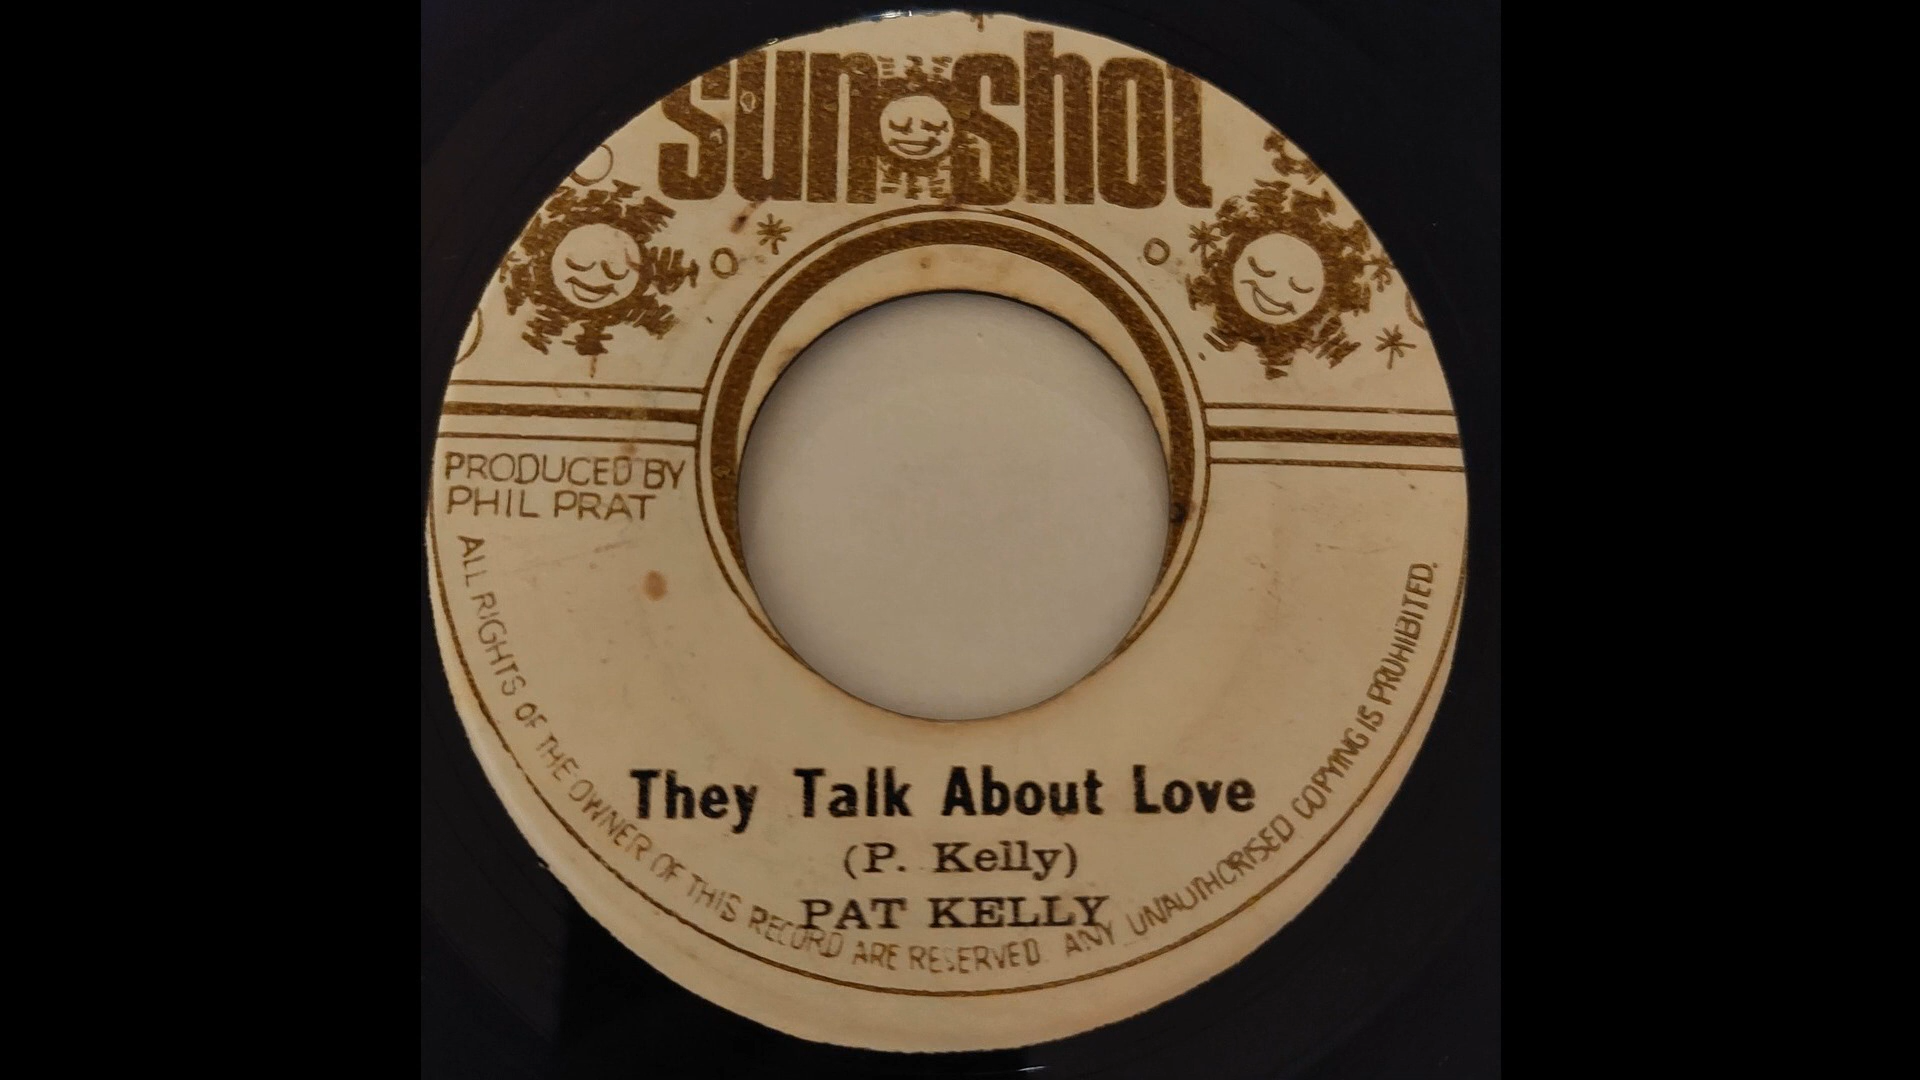 sun shot
PRODUCED BY
PHIL PRAT
They Talk About Love
(P. Kelly)
PAT KELLY
ALL RIGHTS OF THE OWNER OF THIS RECORD ARE RESERVED. ANY UNAUTHORISED COPYING IS PROHIBITED.